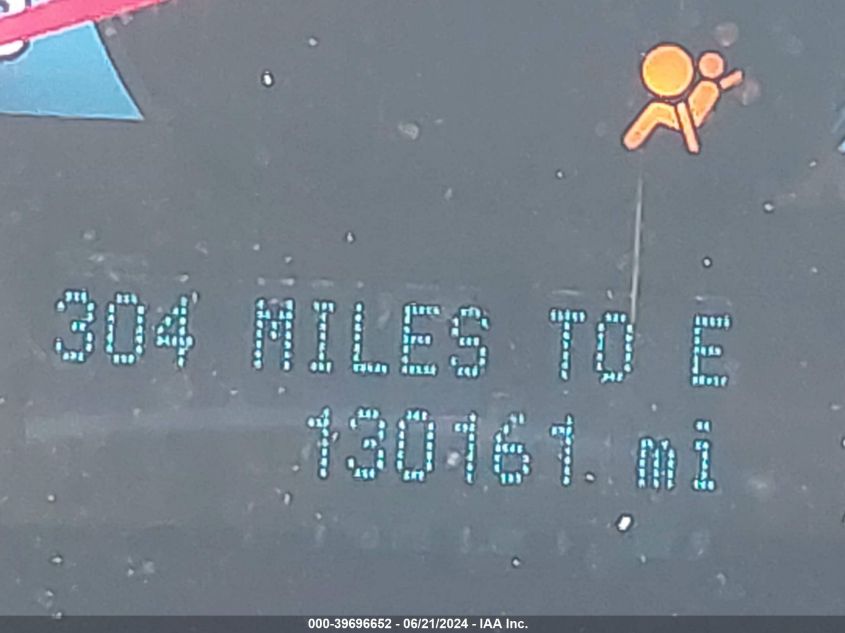 304 MILES TO E
130161 mi
000-39696652 - 06/21/2024 - IAA Inc.